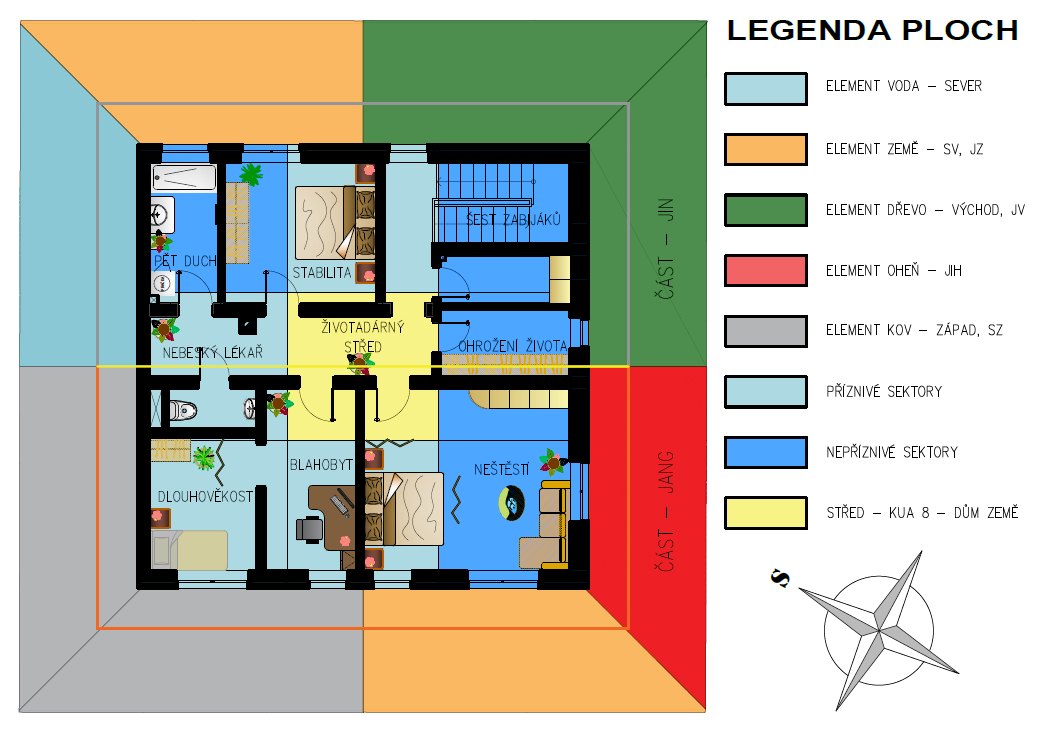 LEGENDA PLOCH
ELEMENT VODA – SEVER
ELEMENT ZEMĚ – SV, JZ
ELEMENT DŘEVO – VÝCHOD, JV
ELEMENT OHEŇ – JIH
ELEMENT KOV – ZÁPAD, SZ
PŘÍZNIVÉ SEKTORY
NEPŘÍZNIVÉ SEKTORY
STŘED – KUA 8 – DŮM ZEMĚ
S
ČÁST – JIN
ČÁST – JANG
ŠEST ZABIJÁKŮ
PĚT DUCH
STABILITA
ŽIVOTADÁRNÝ
STŘED
NEBESKÝ LÉKAŘ
OHROŽENÍ ŽIVOTA
BLAHOBYT
NEŠTĚSTÍ
DLOUHOVĚKOST